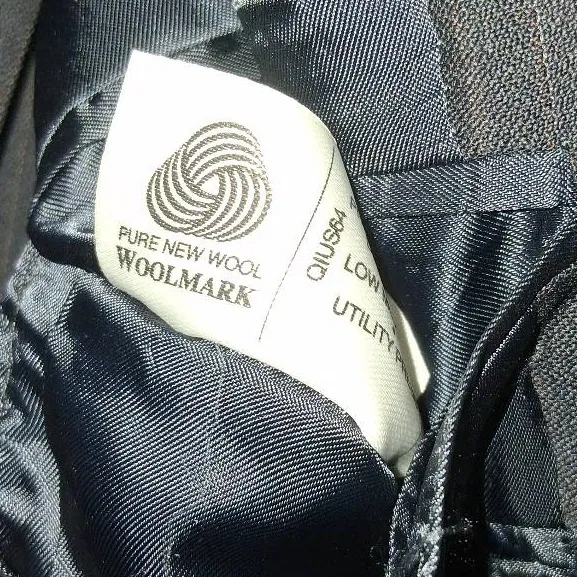 PURE NEW WOOL
WOOLMARK
QIUS64
LOW
UTILITY